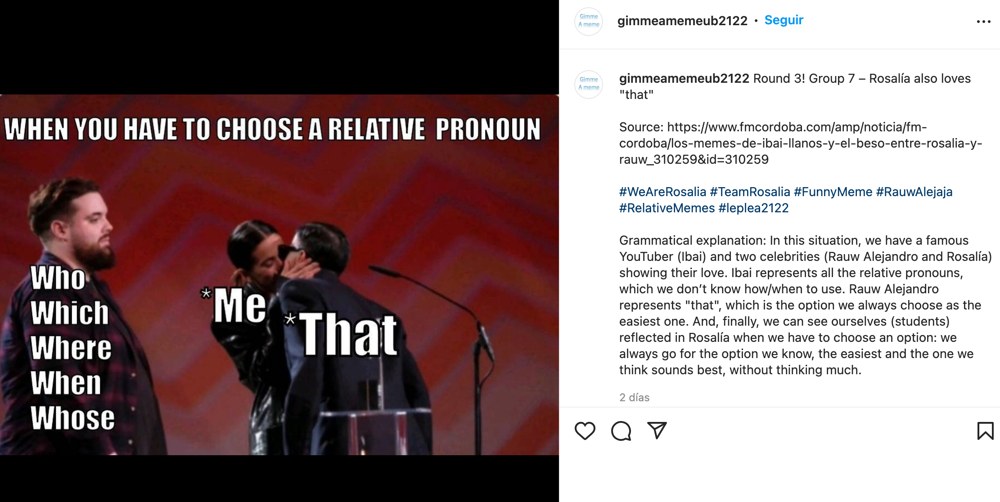 WHEN YOU HAVE TO CHOOSE A RELATIVE PRONOUN
Who
Which
Where
When
Whose
*Me
*That
Gimme
A meme
gimmeamemeub2122 • Seguir
Gimme
A meme
gimmeamemeub2122 Round 3! Group 7 – Rosalía also loves
"that"
Source: https://www.fmcordoba.com/amp/noticia/fm-
cordoba/los-memes-de-ibai-llanos-y-el-beso-entre-rosalia-y-
rauw_310259&id=310259
#WeAreRosalia #TeamRosalia #FunnyMeme #RauwAlejaja
#RelativeMemes #leplea2122
Grammatical explanation: In this situation, we have a famous
YouTuber (Ibai) and two celebrities (Rauw Alejandro and Rosalía)
showing their love. Ibai represents all the relative pronouns,
which we don’t know how/when to use. Rauw Alejandro
represents "that", which is the option we always choose as the
easiest one. And, finally, we can see ourselves (students)
reflected in Rosalía when we have to choose an option: we
always go for the option we know, the easiest and the one we
think sounds best, without thinking much.
2 días